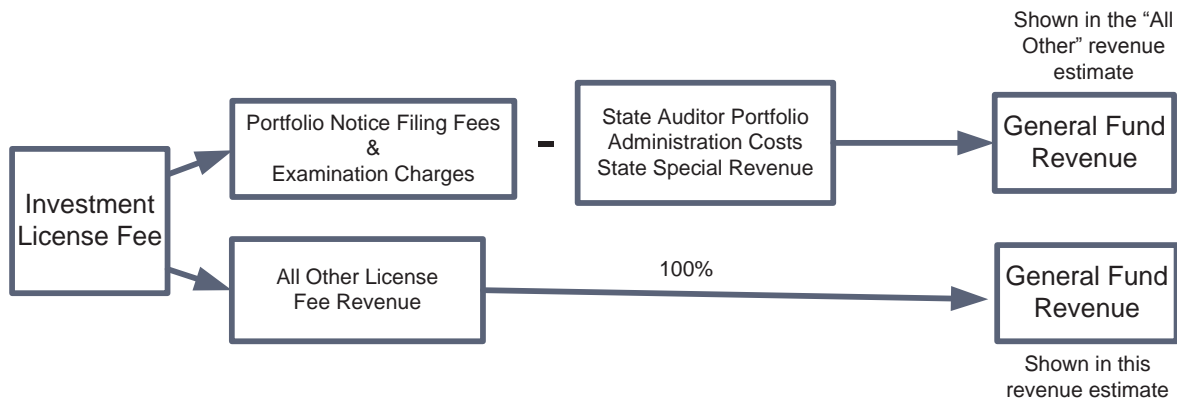 Shown in the “All
Other” revenue
estimate
Investment
License Fee
Portfolio Notice Filing Fees
&
Examination Charges
-
State Auditor Portfolio
Administration Costs
State Special Revenue
General Fund
Revenue
All Other License
Fee Revenue
100%
General Fund
Revenue
Shown in this
revenue estimate